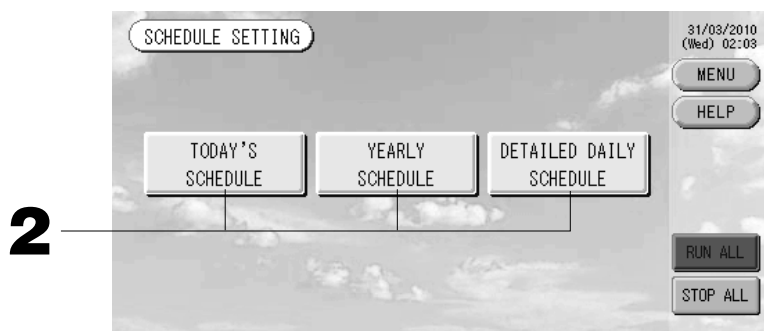 SCHEDULE SETTING
31/03/2010
(Wed) 02:03
MENU
HELP
TODAY'S
SCHEDULE
YEARLY
SCHEDULE
DETAILED DAILY
SCHEDULE
2
RUN ALL
STOP ALL